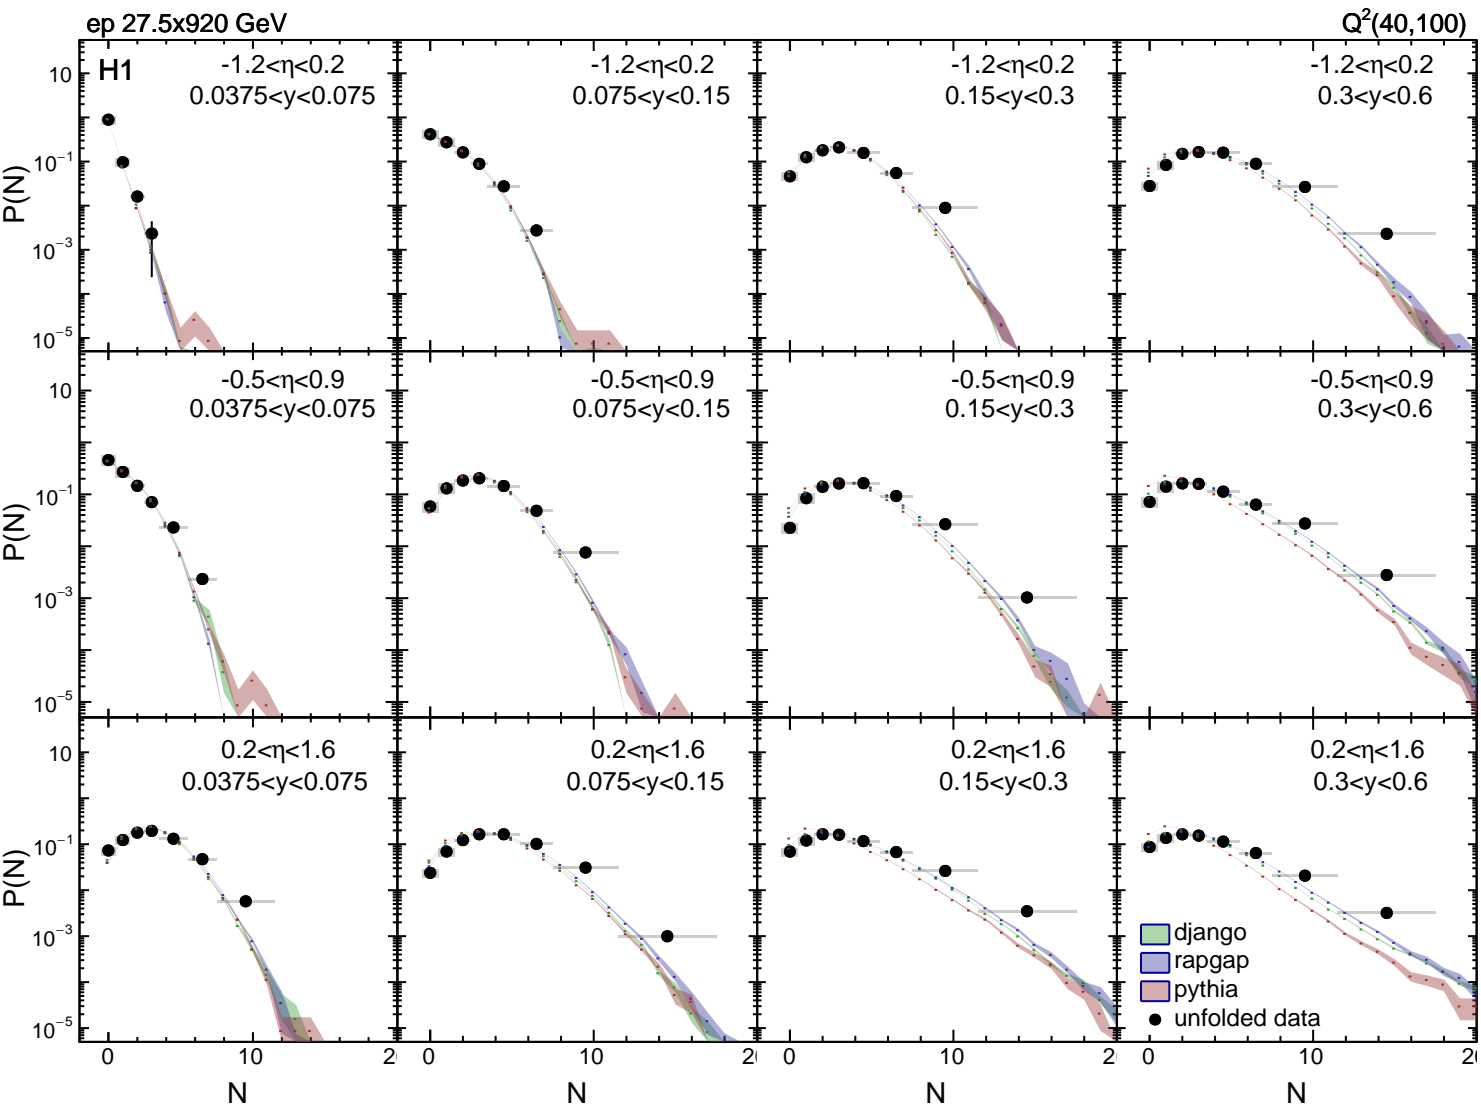 ep 27.5x920 GeV
Q²(40,100)
H1
-1.2<η<0.2
0.0375<y<0.075
-1.2<η<0.2
0.075<y<0.15
-1.2<η<0.2
0.15<y<0.3
-1.2<η<0.2
0.3<y<0.6
P(N)
10
10⁻¹
10⁻³
10⁻⁵
-0.5<η<0.9
0.0375<y<0.075
-0.5<η<0.9
0.075<y<0.15
-0.5<η<0.9
0.15<y<0.3
-0.5<η<0.9
0.3<y<0.6
P(N)
10
10⁻¹
10⁻³
10⁻⁵
0.2<η<1.6
0.0375<y<0.075
0.2<η<1.6
0.075<y<0.15
0.2<η<1.6
0.15<y<0.3
0.2<η<1.6
0.3<y<0.6
P(N)
10
10⁻¹
10⁻³
10⁻⁵
django
rapgap
pythia
unfolded data
0 10 2
0 10 2
0 10 2
0 10 2
N
N
N
N